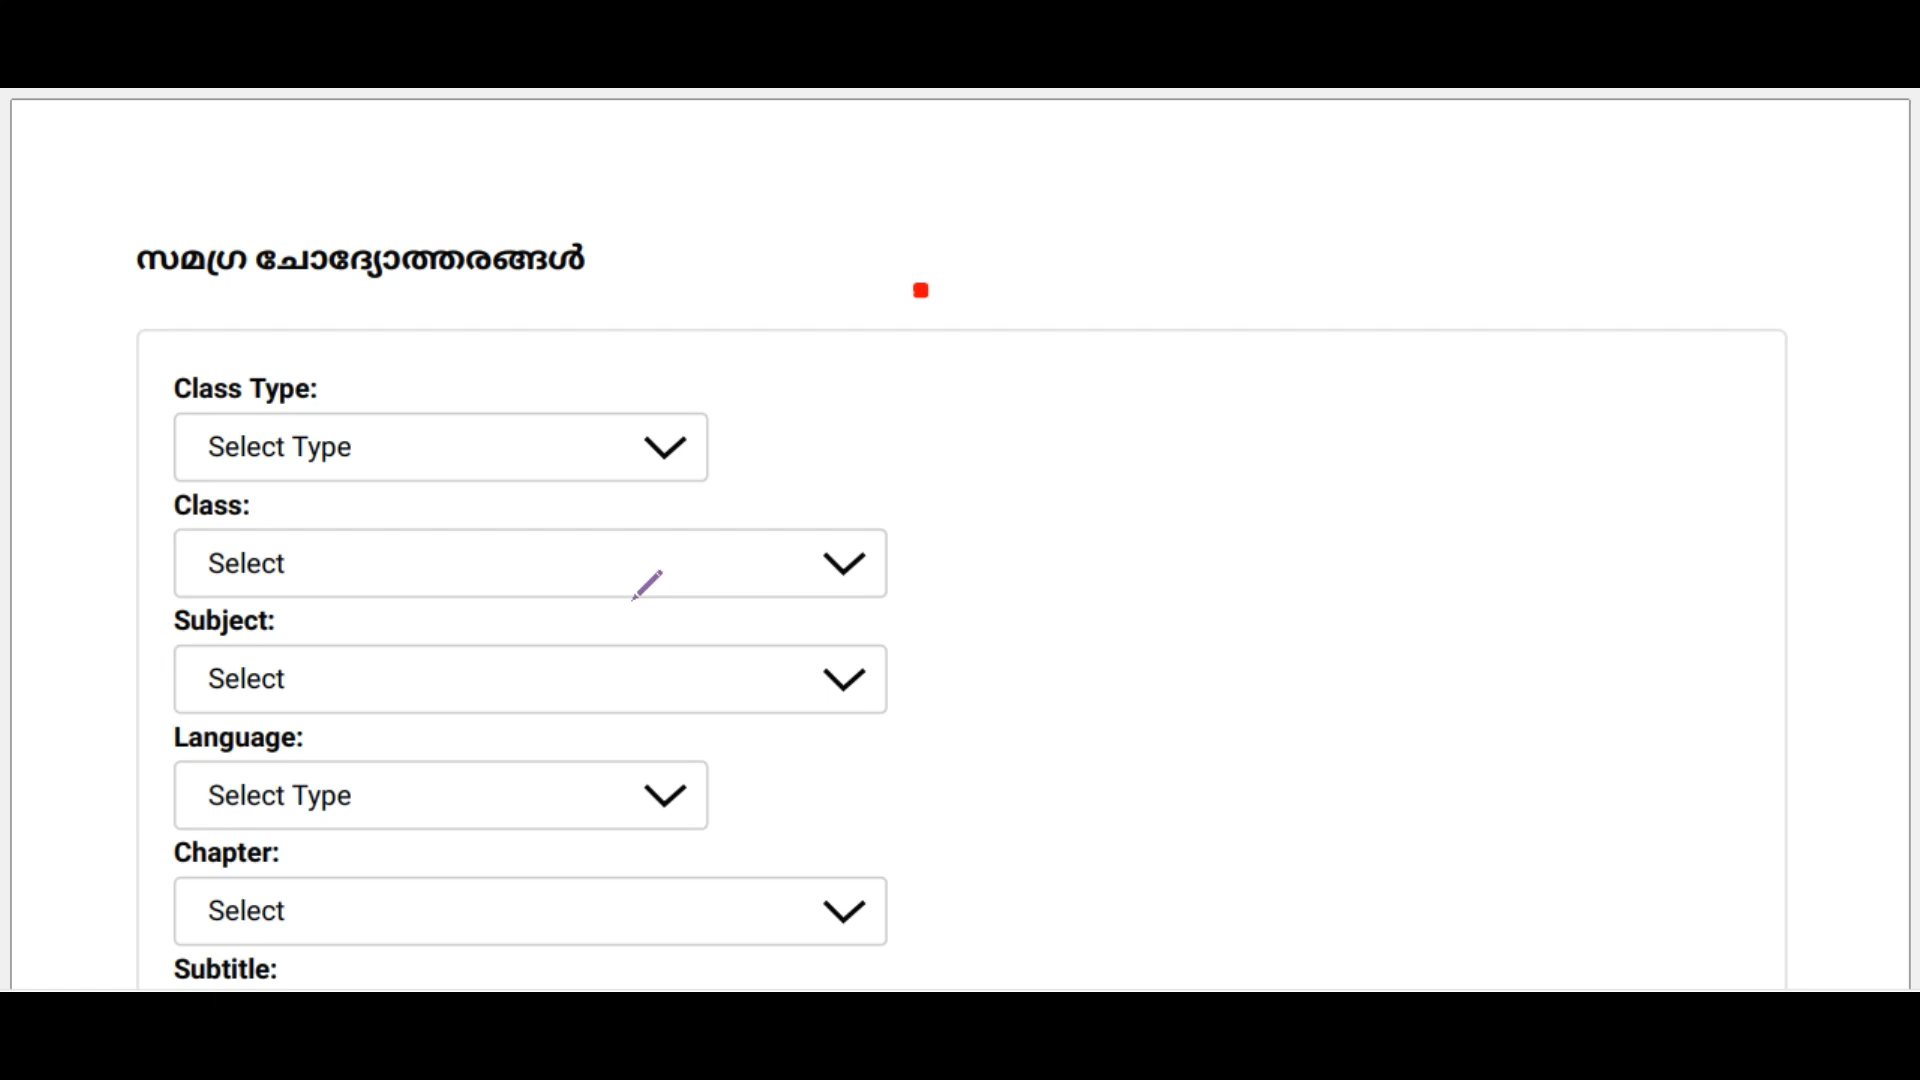 സമഗ്ര ചോദ്യോത്തരങ്ങൾ
Class Type:
Select Type
Class:
Select
Subject:
Select
Language:
Select Type
Chapter:
Select
Subtitle: